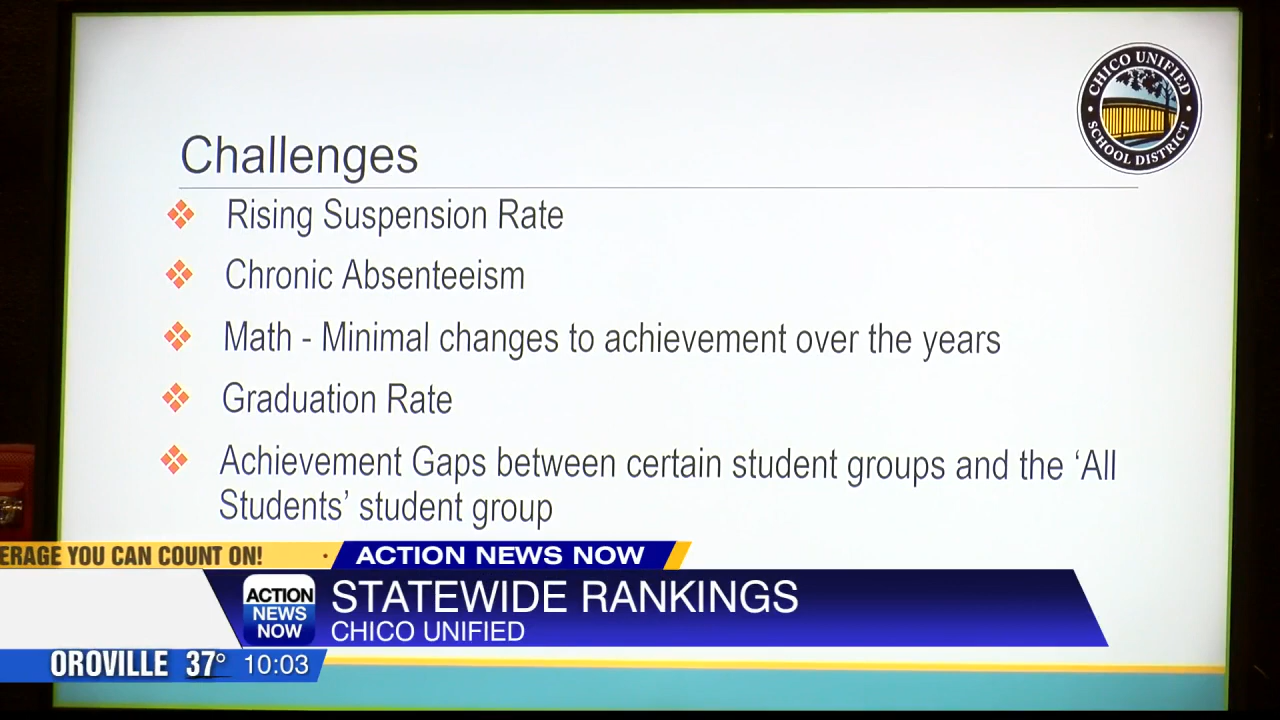 CHICO UNIFIED
SCHOOL DISTRICT
Challenges
Rising Suspension Rate
Chronic Absenteeism
Math - Minimal changes to achievement over the years
Graduation Rate
Achievement Gaps between certain student groups and the ‘All
Students’ student group
ERAGE YOU CAN COUNT ON!
ACTION NEWS NOW
ACTION
NEWS
NOW
STATEWIDE RANKINGS
CHICO UNIFIED
OROVILLE 37° 10:03